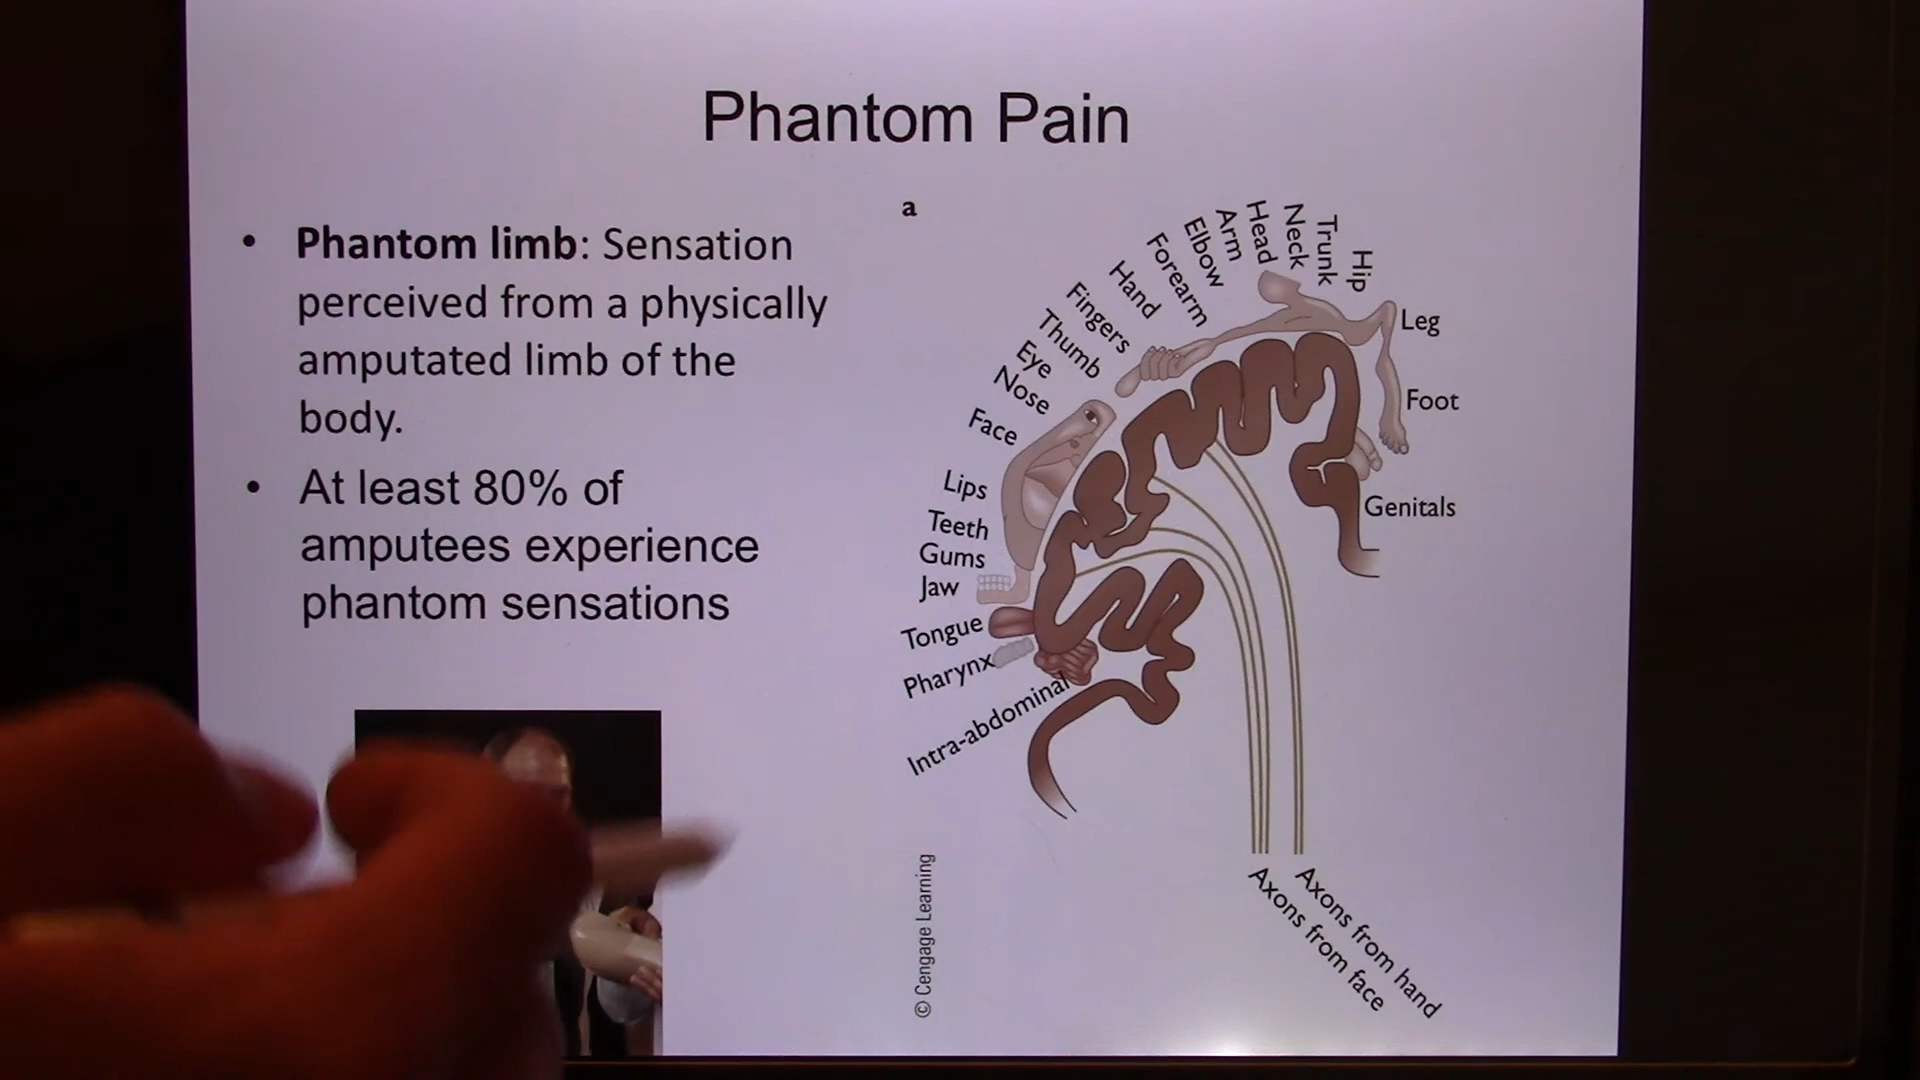 Phantom Pain
• Phantom limb: Sensation
perceived from a physically
amputated limb of the
body.
• At least 80% of
amputees experience
phantom sensations
a
Intra-abdominal
Pharynx
Tongue
Jaw
Gums
Teeth
Lips
Face
Nose
Eye
Thumb
Fingers
Hand
Forearm
Elbow
Arm
Head
Neck
Trunk
Hip
Leg
Foot
Genitals
Axons from hand
Axons from face
© Cengage Learning